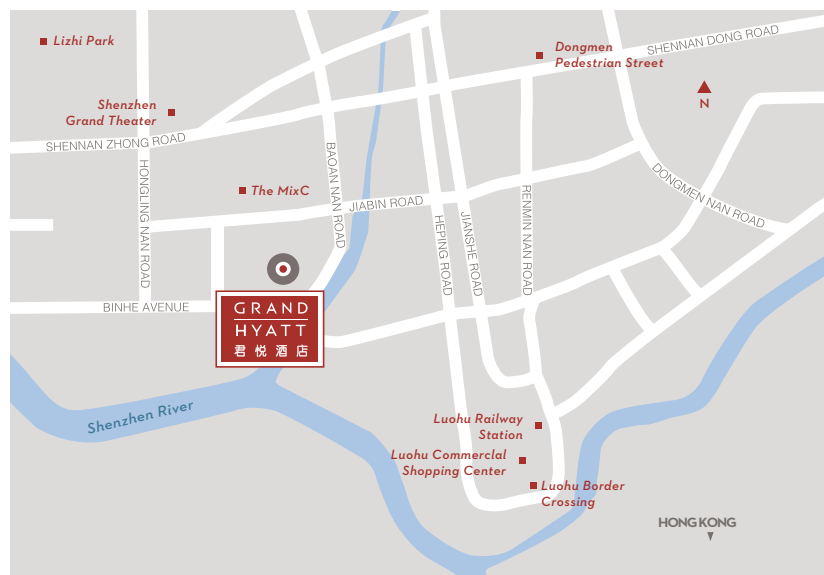 Lizhi Park
Dongmen
Pedestrian Street
SHENNAN DONG ROAD
N
Shenzhen
Grand Theater
SHENNAN ZHONG ROAD
HONGLING NAN ROAD
The MixC
BAOAN NAN ROAD
JIABIN ROAD
HEPING ROAD
JIANSHE ROAD
RENMIN NAN ROAD
DONGMEN NAN ROAD
BINHE AVENUE
GRAND
HYATT
君悦酒店
Shenzhen River
Luohu Railway
Station
Luohu Commerclal
Shopping Center
Luohu Border
Crossing
HONG KONG